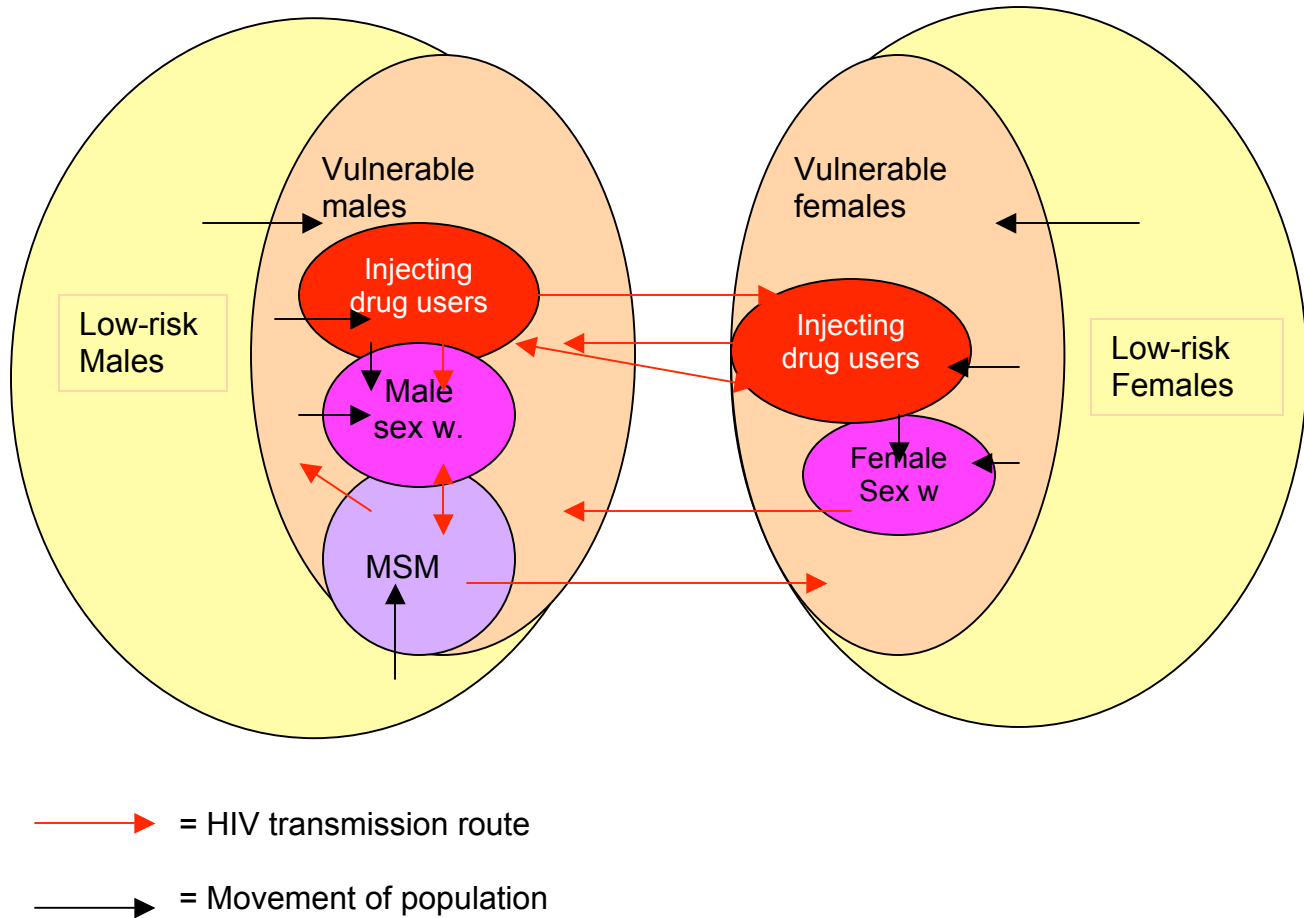 Vulnerable
males
Vulnerable
females
Injecting
drug users
Injecting
drug users
Low-risk
Males
Low-risk
Females
Male
sex w.
Female
Sex w
MSM
= HIV transmission route
= Movement of population